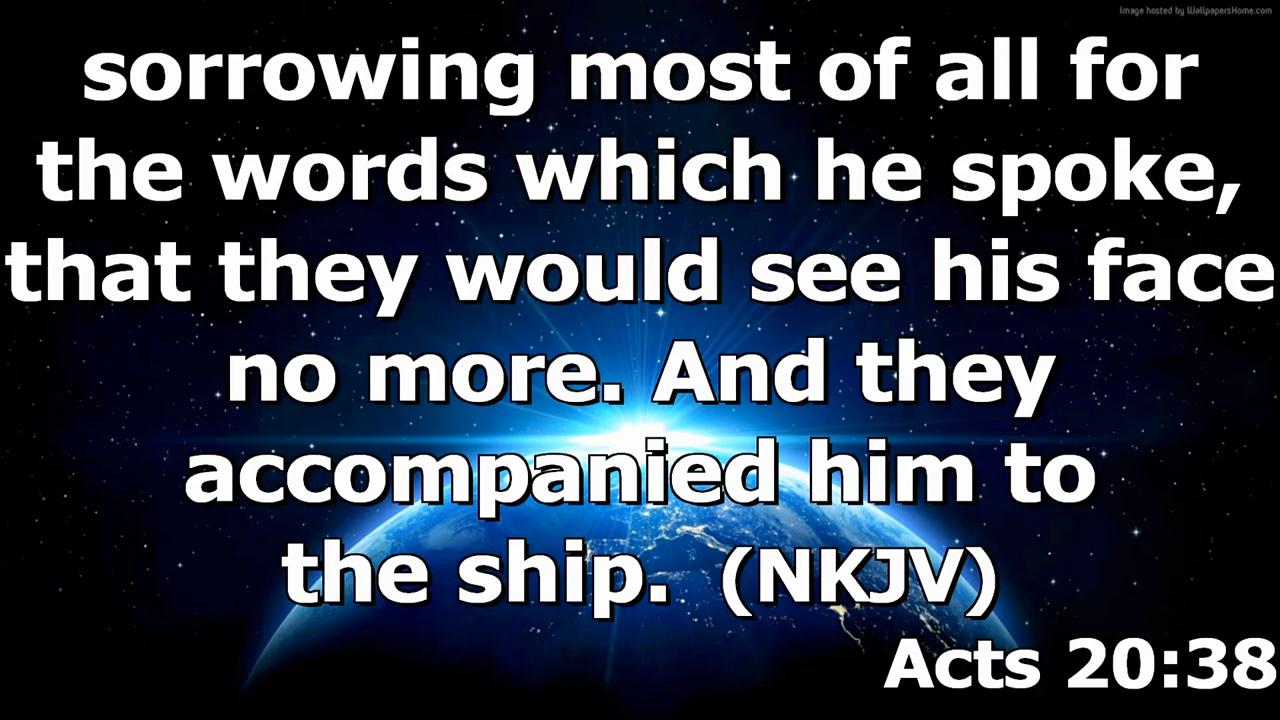 Image hosted by WallpapersHome.com
sorrowing most of all for
the words which he spoke,
that they would see his face
no more. And they
accompanied him to
the ship. (NKJV)
Acts 20:38